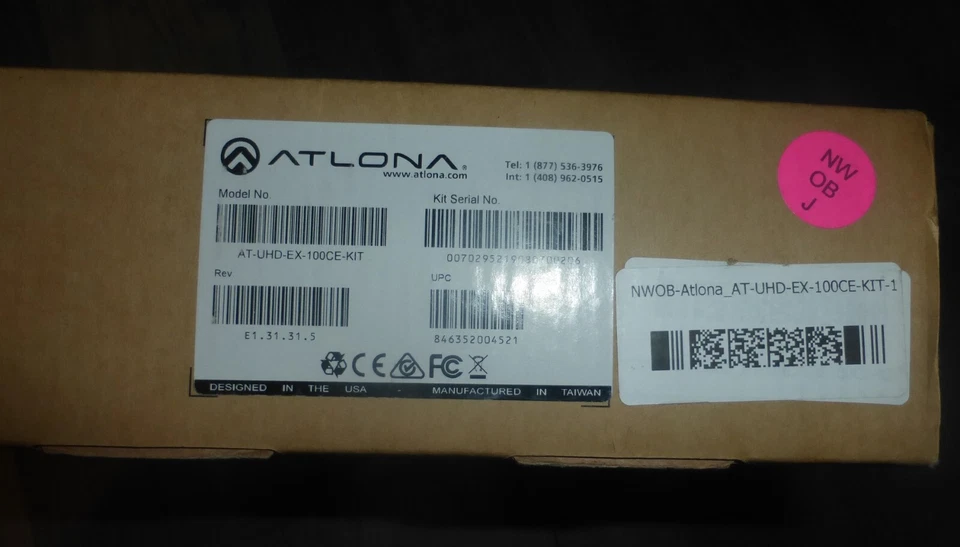 ATLONA®
www.atlona.com
Tel: 1 (877) 536-3976
Int: 1 (408) 962-0515
Model No.
AT-UHD-EX-100CE-KIT
Kit Serial No.
Rev
E1.31.31.5
UPC
846352004521
CE FC
DESIGNED IN THE USA - MANUFACTURED IN TAIWAN
NW
OB
J
NWOB-Atlona_AT-UHD-EX-100CE-KIT-1